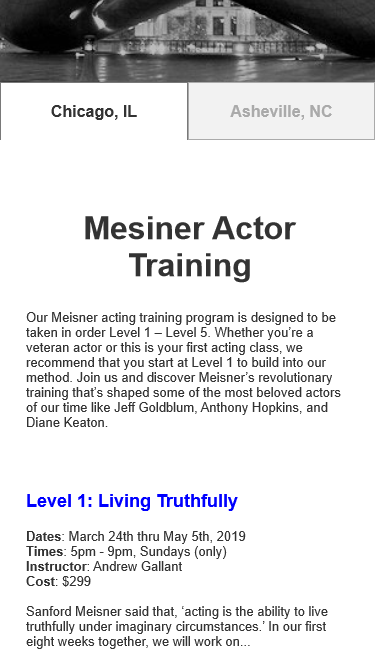 Chicago, IL
Asheville, NC
Mesiner Actor
Training
Our Meisner acting training program is designed to be
taken in order Level 1 – Level 5. Whether you’re a
veteran actor or this is your first acting class, we
recommend that you start at Level 1 to build into our
method. Join us and discover Meisner’s revolutionary
training that’s shaped some of the most beloved actors
of our time like Jeff Goldblum, Anthony Hopkins, and
Diane Keaton.
Level 1: Living Truthfully
Dates: March 24th thru May 5th, 2019
Times: 5pm - 9pm, Sundays (only)
Instructor: Andrew Gallant
Cost: $299
Sanford Meisner said that, ‘acting is the ability to live
truthfully under imaginary circumstances.’ In our first
eight weeks together, we will work on...